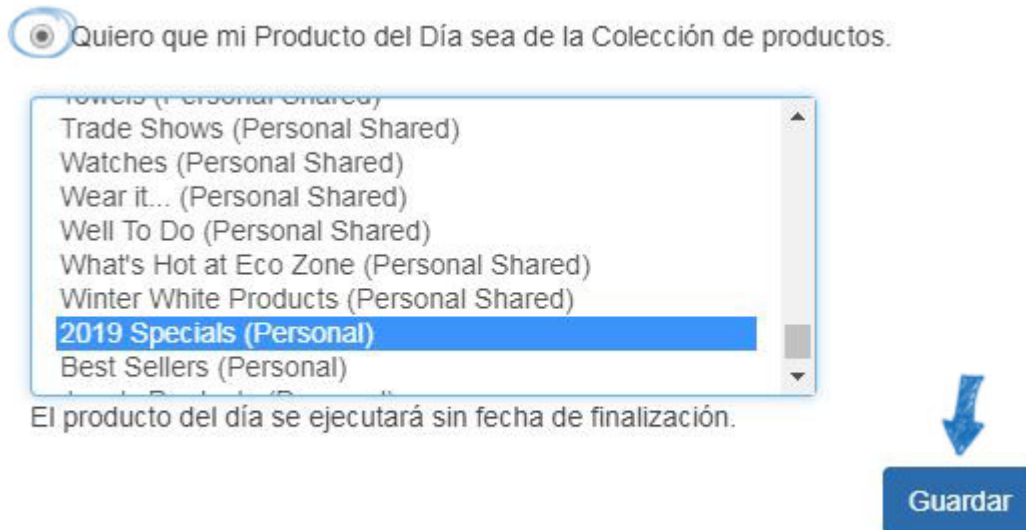 Quiero que mi Producto del Día sea de la Colección de productos.
Trade Shows (Personal Shared)
Watches (Personal Shared)
Wear it... (Personal Shared)
Well To Do (Personal Shared)
What's Hot at Eco Zone (Personal Shared)
Winter White Products (Personal Shared)
2019 Specials (Personal)
Best Sellers (Personal)
El producto del día se ejecutará sin fecha de finalización.
Guardar